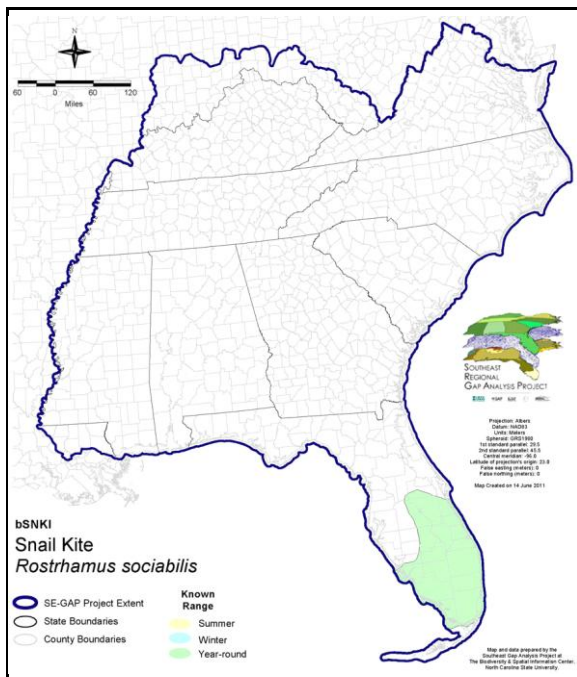 N
60 0 60 120
Miles
SOUTHEAST
REGIONAL
GAP ANALYSIS PROJECT
Projection: Albers
Datum: NAD83
Units: Meters
Spheroid: GRS1980
1st standard parallel: 29.5
2nd standard parallel: 45.5
Central meridian: -96.0
Latitude of projection's origin: 23.0
False easting (meters): 0
False northing (meters): 0
Map Created on 14 June 2011
bSNKI
Snail Kite
Rostrhamus sociabilis
SE-GAP Project Extent
State Boundaries
County Boundaries
Known
Range
Summer
Winter
Year-round
Map and data prepared by the
Southeast Gap Analysis Project at
The Biodiversity & Spatial Information Center,
North Carolina State University.